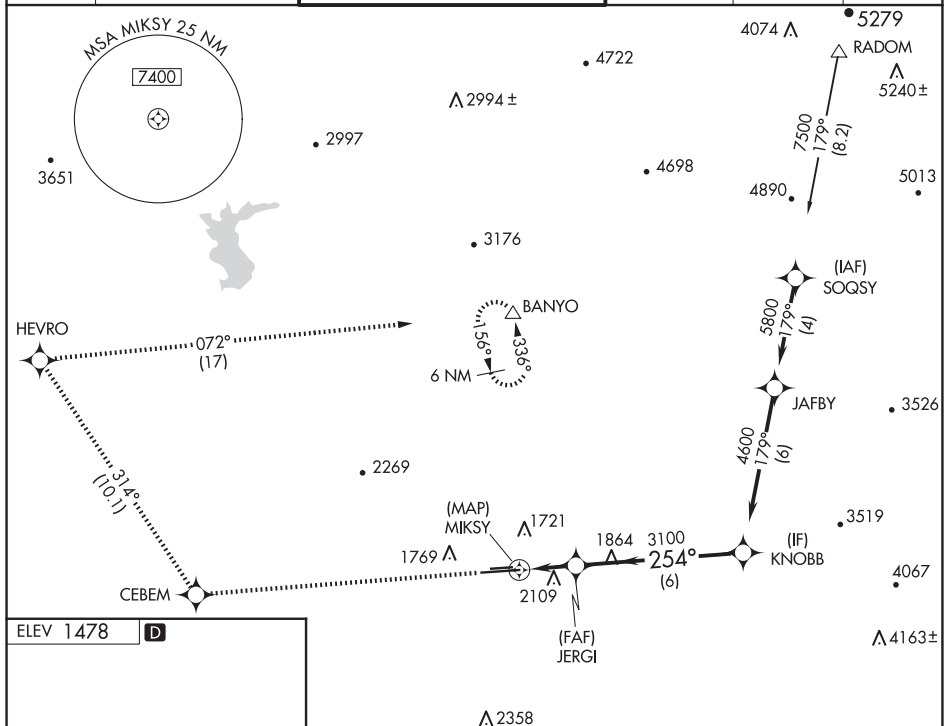 MSA MIKSY 25 NM
7400
4074
5279
RADOM
5240±
4722
2994±
2997
3651
7500
179°
(8.2)
4698
4890
5013
3176
(IAF)
SOQSY
BANYO
156°
336°
6 NM
5800
179°
(4)
HEVRO
072°
(17)
JAFBY
3526
4600
179°
(6)
314°
(10.1)
2269
(MAP)
MIKSY
1721
1769
1864
3100
254°
(6)
3519
(IF)
KNOBB
2109
4067
CEBEM
(FAF)
JERGI
4163±
ELEV 1478 D
2358